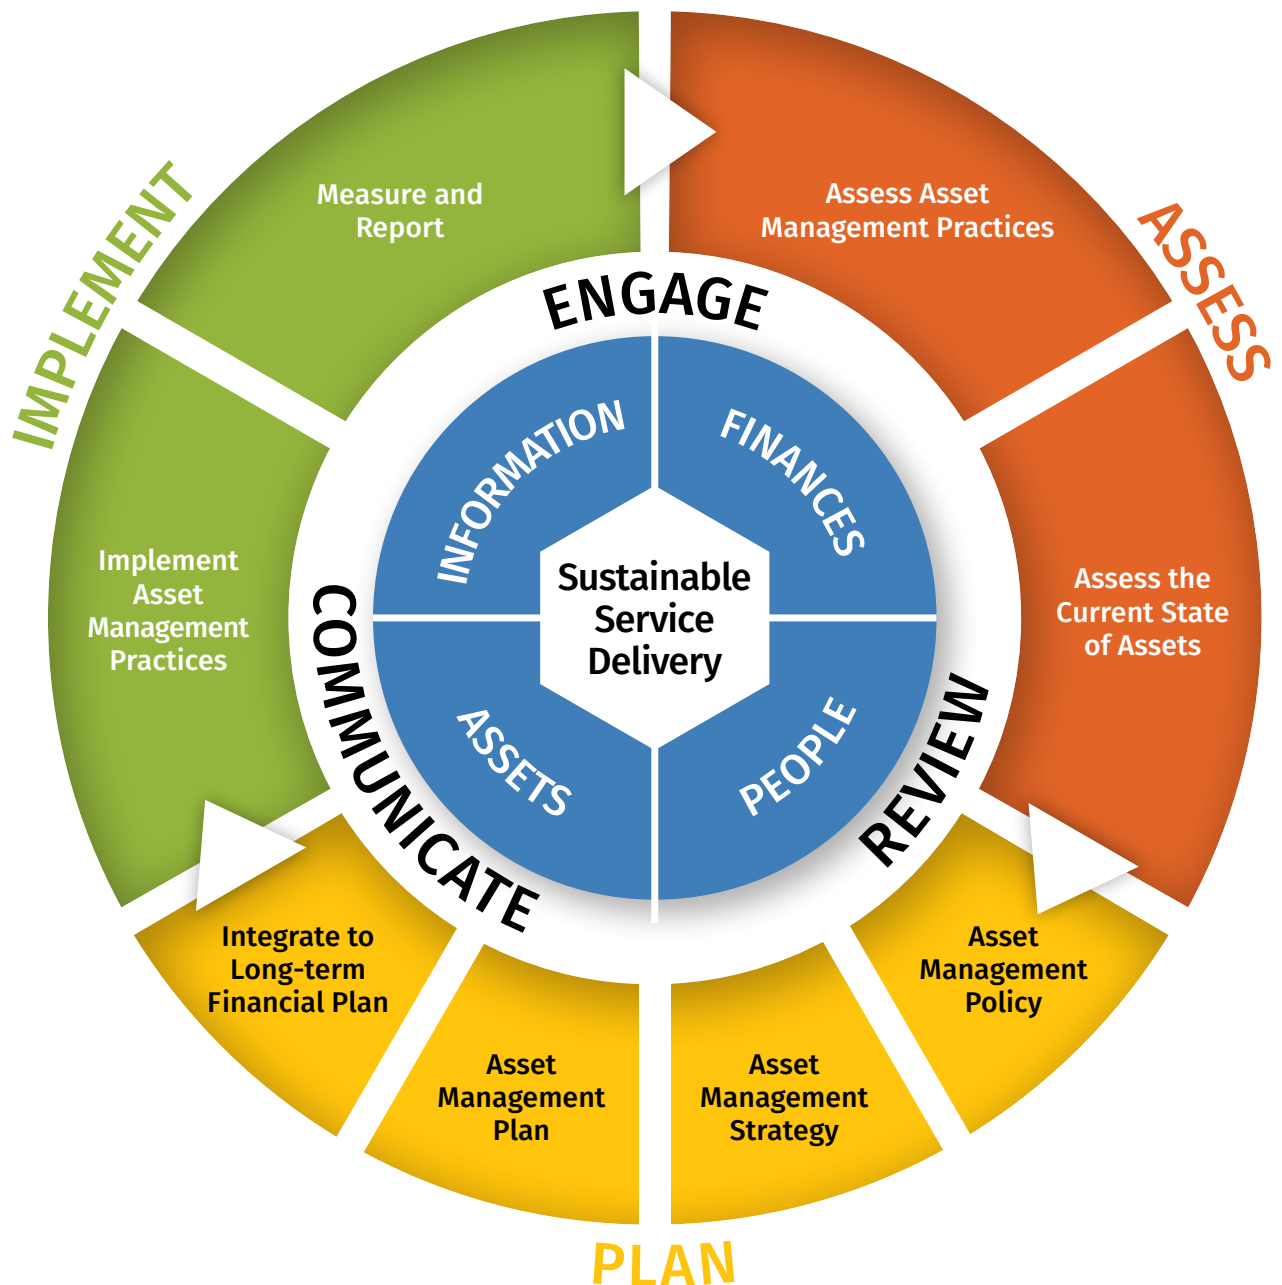 IMPLEMENT
Measure and
Report
Assess Asset
Management Practices
ASSESS
ENGAGE
INFORMATION
FINANCES
Implement
Asset
Management
Practices
COMMUNICATE
Sustainable
Service
Delivery
Assess the
Current State
of Assets
ASSETS
PEOPLE
REVIEW
Integrate to
Long-term
Financial Plan
Asset
Management
Policy
Asset
Management
Plan
Asset
Management
Strategy
PLAN